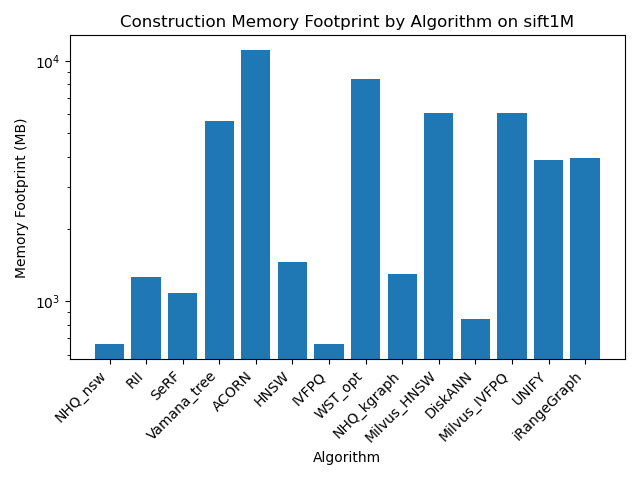 Construction Memory Footprint by Algorithm on sift1M
Memory Footprint (MB)
10⁴
10³
NHQ_nsw
RII
SeRF
Vamana_tree
ACORN
HNSW
IVFPQ
WST_opt
NHQ_kgraph
Milvus_HNSW
DiskANN
Milvus_IVFPQ
UNIFY
iRangeGraph
Algorithm